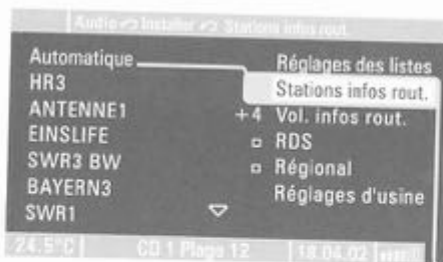 Audio Installer Stations infos rout.
Automatique
HR3
ANTENNE1
EINSLIFE
SWR3 BW
BAYERN3
SWR1
Réglages des listes
Stations infos rout.
+4 Vol. infos rout.
RDS
Régional
Réglages d'usine
24.5°C CD 1 Plage 12 18.04.02